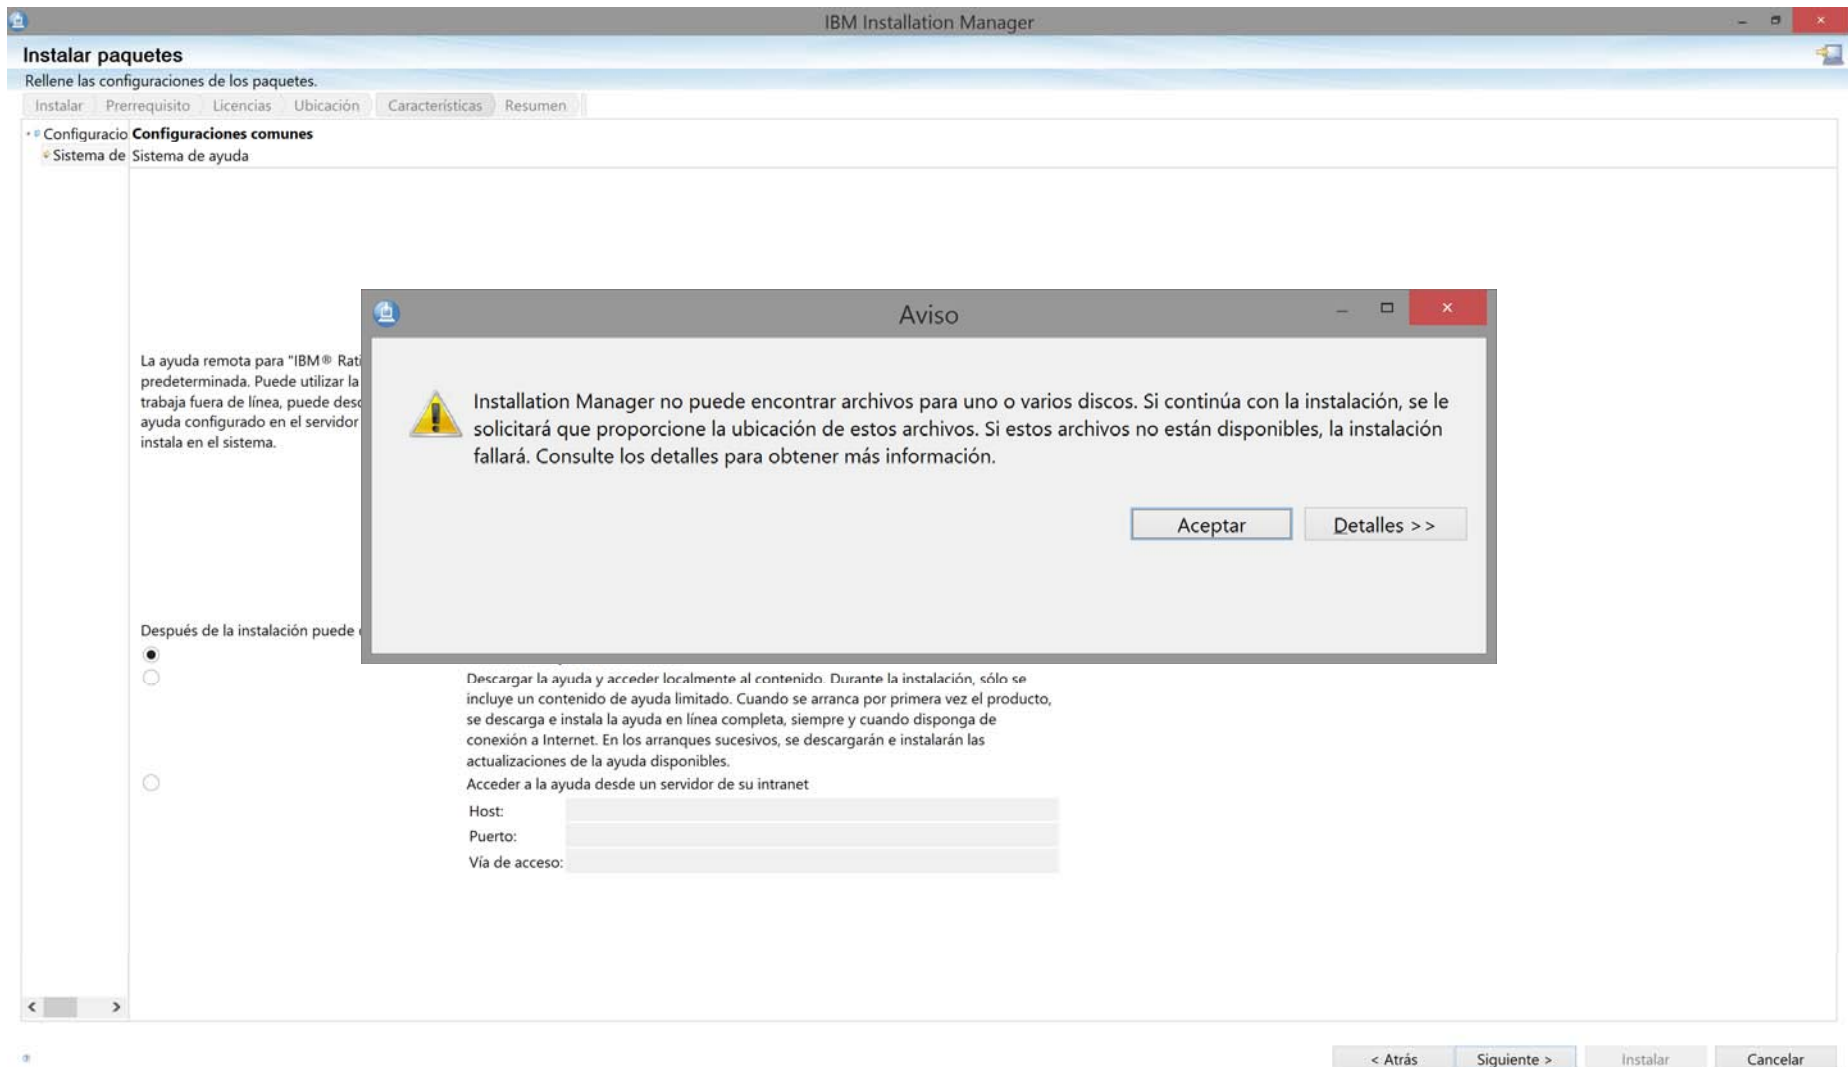 IBM Installation Manager
Instalar paquetes
Rellene las configuraciones de los paquetes.
Instalar Prerrequisito Licencias Ubicación Características Resumen
Configuracio
Sistema de
Configuraciones comunes
Sistema de ayuda
La ayuda remota para "IBM® Rati
predeterminada. Puede utilizar la
trabaja fuera de línea, puede desc
ayuda configurado en el servidor
instala en el sistema.
Aviso
Installation Manager no puede encontrar archivos para uno o varios discos. Si continúa con la instalación, se le
solicitará que proporcione la ubicación de estos archivos. Si estos archivos no están disponibles, la instalación
fallará. Consulte los detalles para obtener más información.
Aceptar Detalles >>
Después de la instalación puede
Descargar la ayuda y acceder localmente al contenido. Durante la instalación, sólo se
incluye un contenido de ayuda limitado. Cuando se arranca por primera vez el producto,
se descarga e instala la ayuda en línea completa, siempre y cuando disponga de
conexión a Internet. En los arranques sucesivos, se descargarán e instalarán las
actualizaciones de la ayuda disponibles.
Acceder a la ayuda desde un servidor de su intranet
Host:
Puerto:
Vía de acceso:
< Atrás Siguiente > Instalar Cancelar